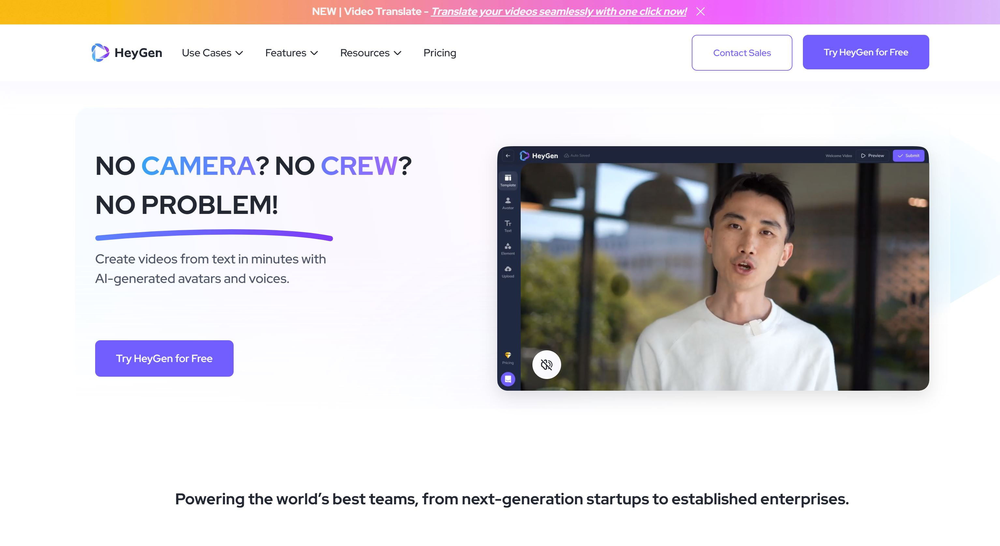 NEW | Video Translate - Translate your videos seamlessly with one click now!
HeyGen
Use Cases
Features
Resources
Pricing
Contact Sales
Try HeyGen for Free
NO CAMERA? NO CREW?
NO PROBLEM!
Create videos from text in minutes with
AI-generated avatars and voices.
Try HeyGen for Free
HeyGen
Auto Saved
Welcome Video
Preview
Submit
Template
Avatar
Text
Element
Upload
Pricing
Powering the world’s best teams, from next-generation startups to established enterprises.